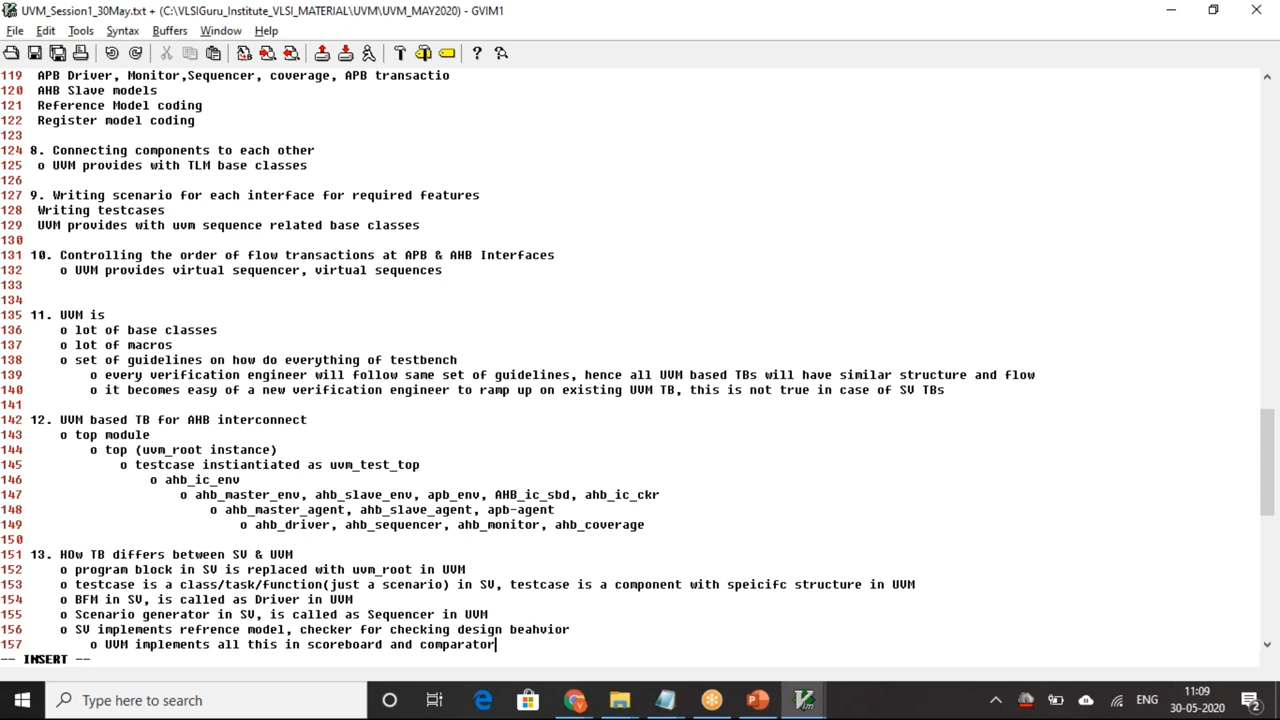 UVM_Session1_30May.txt + (C:\VLSIGuru_Institute_VLSI_MATERIAL\UVM\UVM_MAY2020) - GVIM1
File Edit Tools Syntax Buffers Window Help
119 APB Driver, Monitor,Sequencer, coverage, APB transactio
120 AHB Slave models
121 Reference Model coding
122 Register model coding
123
124 8. Connecting components to each other
125 o UVM provides with TLM base classes
126
127 9. Writing scenario for each interface for required features
128 Writing testcases
129 UVM provides with uvm sequence related base classes
130
131 10. Controlling the order of flow transactions at APB & AHB Interfaces
132 o UVM provides virtual sequencer, virtual sequences
133
134
135 11. UVM is
136 o lot of base classes
137 o lot of macros
138 o set of guidelines on how do everything of testbench
139 o every verification engineer will follow same set of guidelines, hence all UVM based TBs will have similar structure and flow
140 o it becomes easy of a new verification engineer to ramp up on existing UVM TB, this is not true in case of SV TBs
141
142 12. UVM based TB for AHB interconnect
143 o top module
144 o top (uvm_root instance)
145 o testcase instiantiated as uvm_test_top
146 o ahb_ic_env
147 o ahb_master_env, ahb_slave_env, apb_env, AHB_ic_sbd, ahb_ic_ckr
148 o ahb_master_agent, ahb_slave_agent, apb-agent
149 o ahb_driver, ahb_sequencer, ahb_monitor, ahb_coverage
150
151 13. HOw TB differs between SV & UVM
152 o program block in SV is replaced with uvm_root in UVM
153 o testcase is a class/task/function(just a scenario) in SV, testcase is a component with speicifc structure in UVM
154 o BFM in SV, is called as Driver in UVM
155 o Scenario generator in SV, is called as Sequencer in UVM
156 o SV implements refrence model, checker for checking design beahvior
157 o UVM implements all this in scoreboard and comparator
-- INSERT --
Type here to search
ENG
11:09
30-05-2020
2